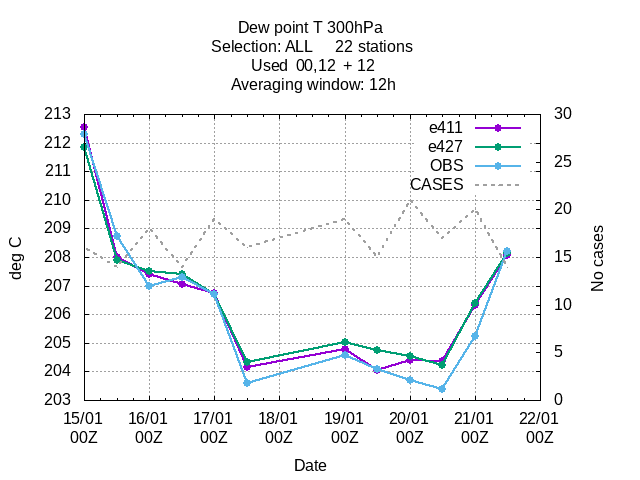 Dew point T 300hPa
Selection: ALL 22 stations
Used 00,12 + 12
Averaging window: 12h
213
212
211
210
209
208
207
206
205
204
203
deg C
30
25
20
15
10
5
0
No cases
e411
e427
OBS
CASES
15/01 16/01 17/01 18/01 19/01 20/01 21/01 22/01
00Z 00Z 00Z 00Z 00Z 00Z 00Z 00Z
Date